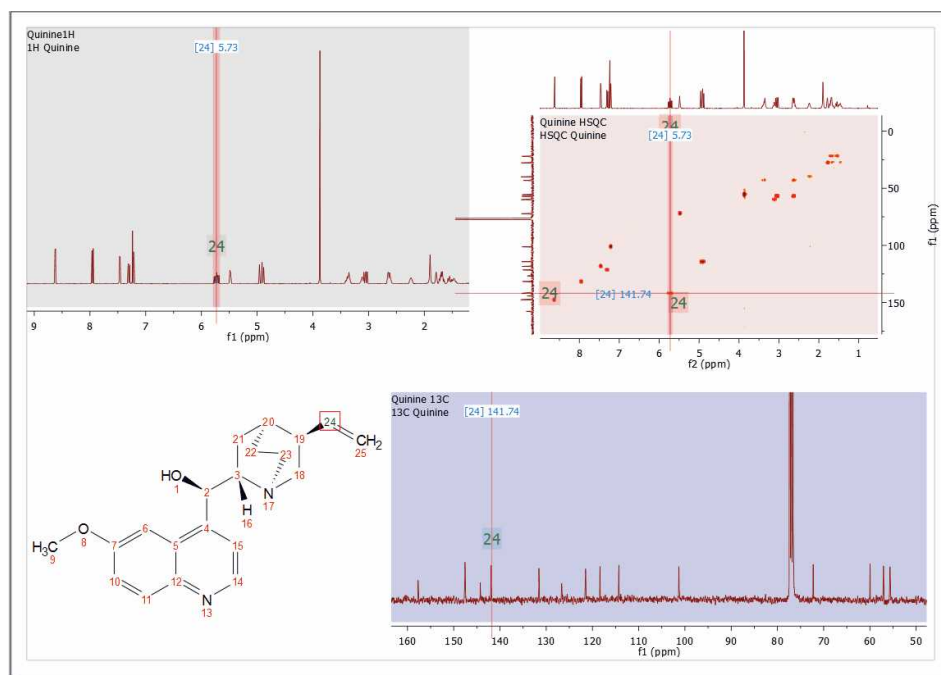 Quinine1H
1H Quinine
[24] 5.73
24
9 8 7 6 5 4 3 2
f1 (ppm)
Quinine HSQC
HSQC Quinine
24
[24] 5.73
24
[24] 141.74
24
0
50
100
150
f1 (ppm)
8 7 6 5 4 3 2 1
f2 (ppm)
Quinine 13C
13C Quinine
[24] 141.74
24
160 150 140 130 120 110 100 90 80 70 60 50
f1 (ppm)
20
24
21
19
CH2
22
23
25
HO
3
18
1
2
N
H
17
16
4
O
6
15
H3C
8
7
5
9
10
12
14
11
N
13